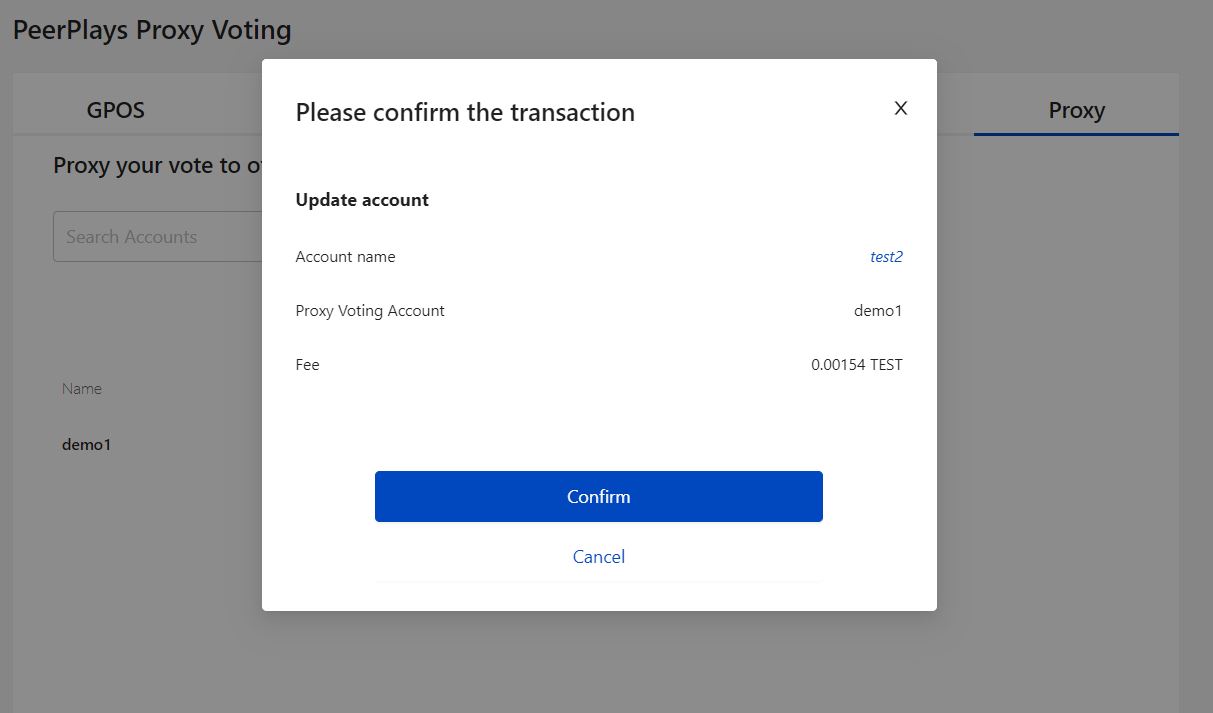 PeerPlays Proxy Voting
GPOS
Proxy
Proxy your vote to o
Search Accounts
Name
demo1
Please confirm the transaction
X
Update account
Account name test2
Proxy Voting Account demo1
Fee 0.00154 TEST
Confirm
Cancel